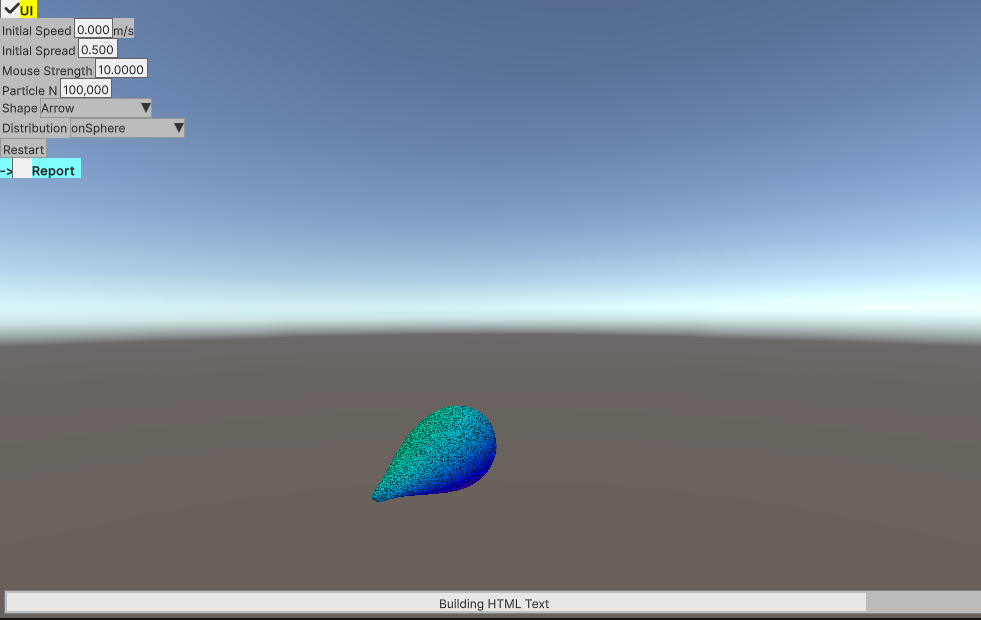 UI
Initial Speed 0.000 m/s
Initial Spread 0.500
Mouse Strength 10.0000
Particle N 100,000
Shape Arrow
Distribution onSphere
Restart
-> Report
Building HTML Text